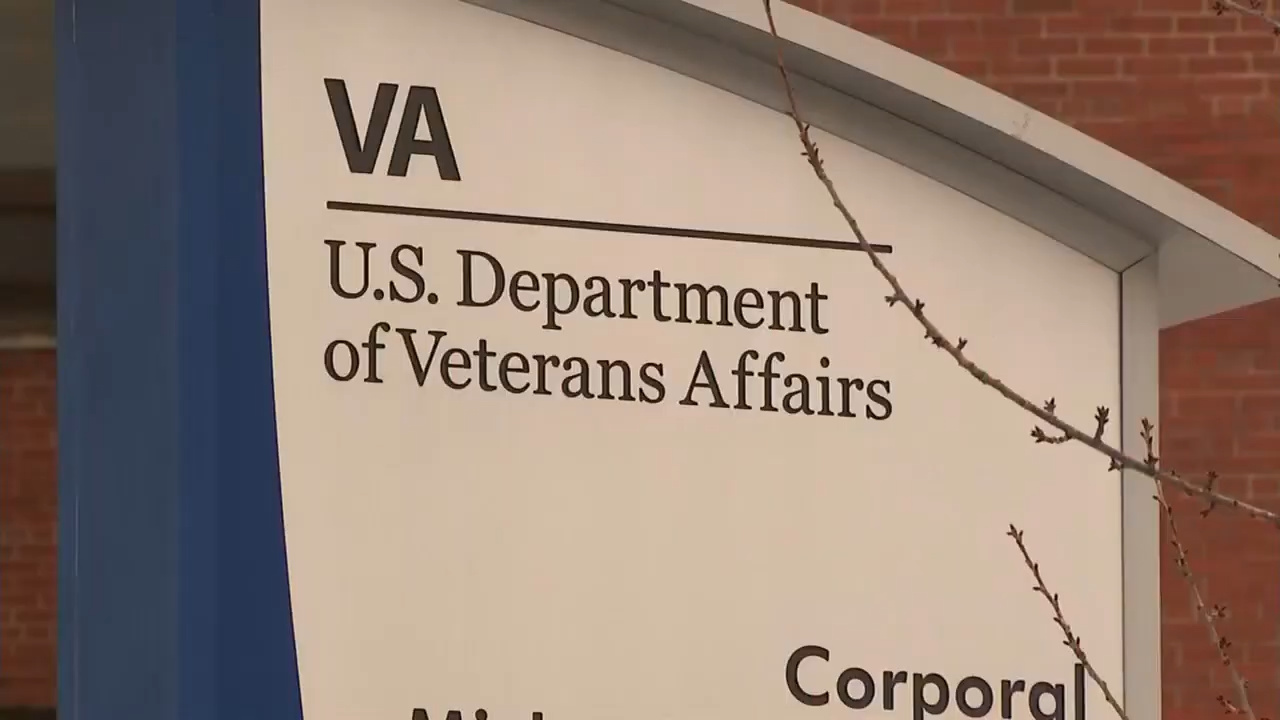 VA
U.S. Department
of Veterans Affairs
Corporal